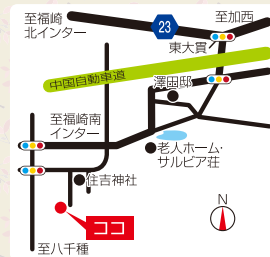 至福崎
北インター
23
至加西
東大貫
中国自動車道
澤田邸
至福崎南
インター
老人ホーム・
サルビア荘
住吉神社
ココ
N
至八千種